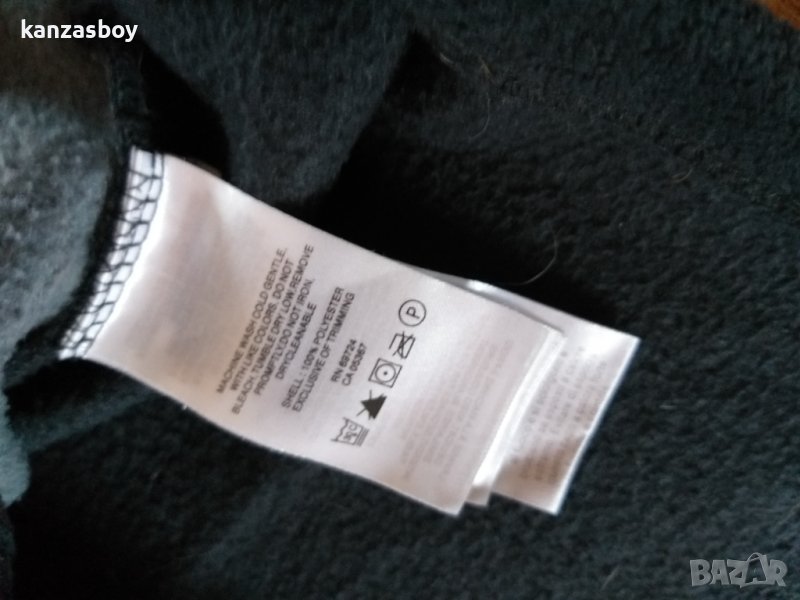 kanzasboy
MACHINE WASH COLD GENTLE.
WITH LIKE COLORS. DO NOT
BLEACH TUMBLE DRY LOW REMOVE
PROMPTLY.DO NOT IRON.
DRYCLEANABLE
SHELL : 100% POLYESTER
EXCLUSIVE OF TRIMMING
RN 69724
CA 05367
P
BAZAR